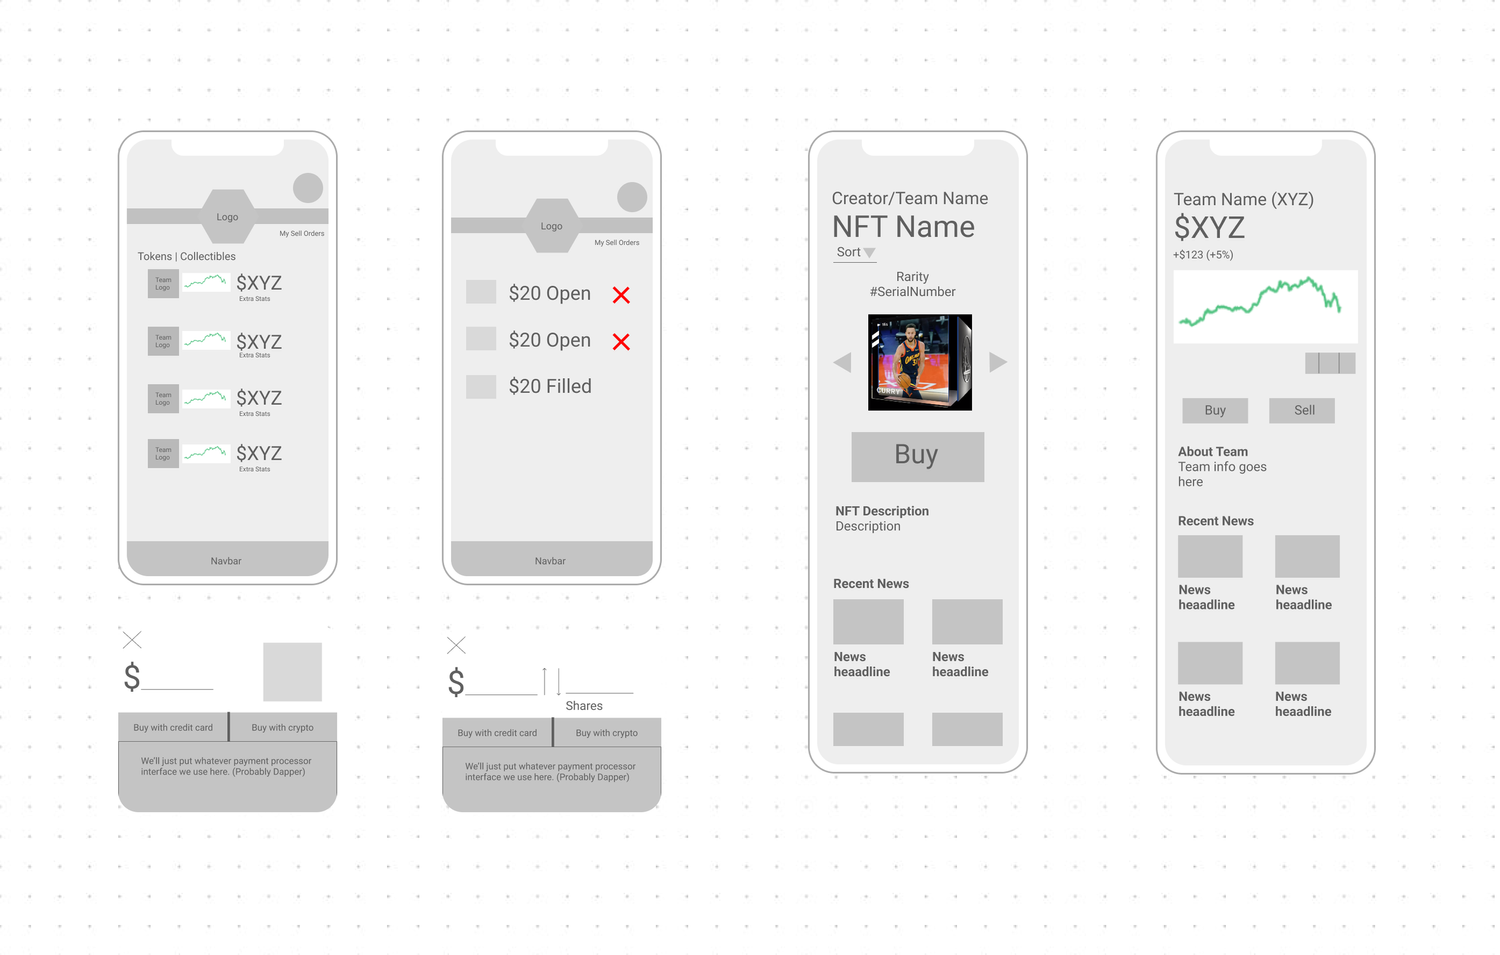 Logo
My Sell Orders
Tokens | Collectibles
Team
Logo
$XYZ
Extra Stats
Team
Logo
$XYZ
Extra Stats
Team
Logo
$XYZ
Extra Stats
Team
Logo
$XYZ
Extra Stats
Navbar
Logo
My Sell Orders
$20 Open
$20 Open
$20 Filled
Navbar
Creator/Team Name
NFT Name
Sort
Rarity
#SerialNumber
CURRY
Buy
NFT Description
Description
Recent News
News
heaadline
News
heaadline
Team Name (XYZ)
$XYZ
+$123 (+5%)
Buy
Sell
About Team
Team info goes
here
Recent News
News
heaadline
News
heaadline
News
heaadline
News
heaadline
$
Buy with credit card
Buy with crypto
We'll just put whatever payment processor
interface we use here. (Probably Dapper)
$
Shares
Buy with credit card
Buy with crypto
We'll just put whatever payment processor
interface we use here. (Probably Dapper)